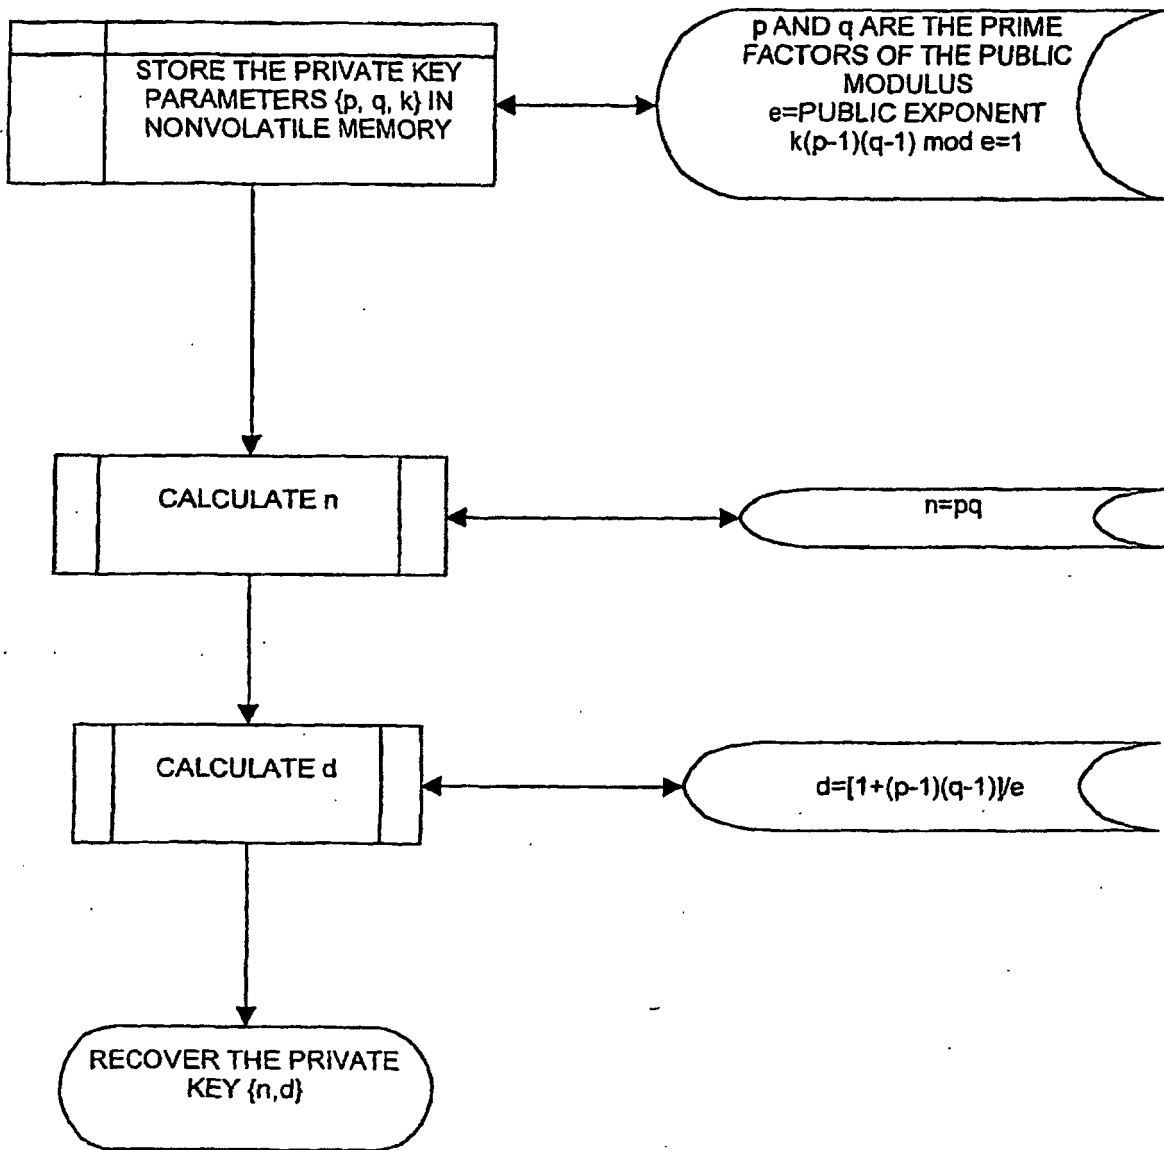 STORE THE PRIVATE KEY
PARAMETERS {p, q, k} IN
NONVOLATILE MEMORY
p AND q ARE THE PRIME
FACTORS OF THE PUBLIC
MODULUS
e=PUBLIC EXPONENT
k(p-1)(q-1) mod e=1
CALCULATE n
n=pq
CALCULATE d
d=[1+(p-1)(q-1)]/e
RECOVER THE PRIVATE
KEY {n,d}